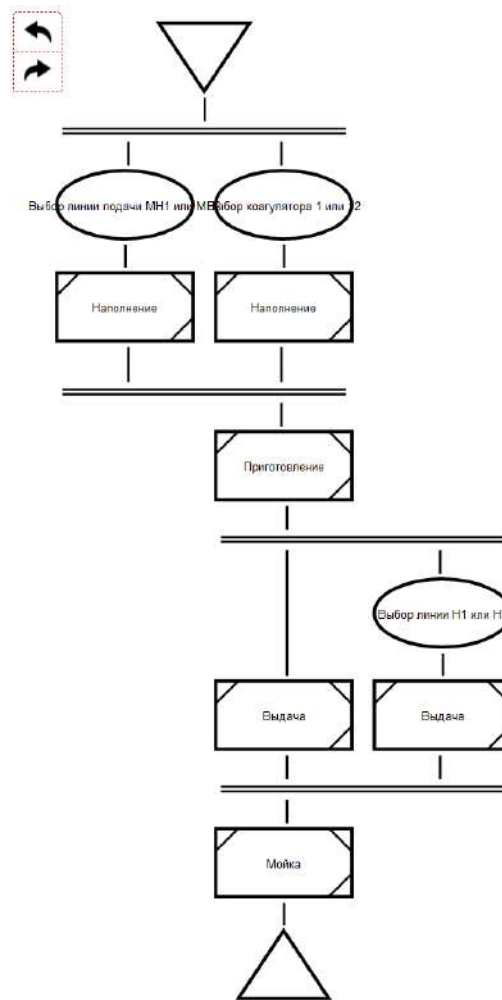 Выбор линии подачи МН1 или МВ
Выбор коагулятора 1 или 2
Наполнение
Наполнение
Приготовление
Выбор линии Н1 или Н
Выдача
Выдача
Мойка